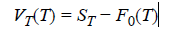 V_T(T) = S_T − F_0(T)